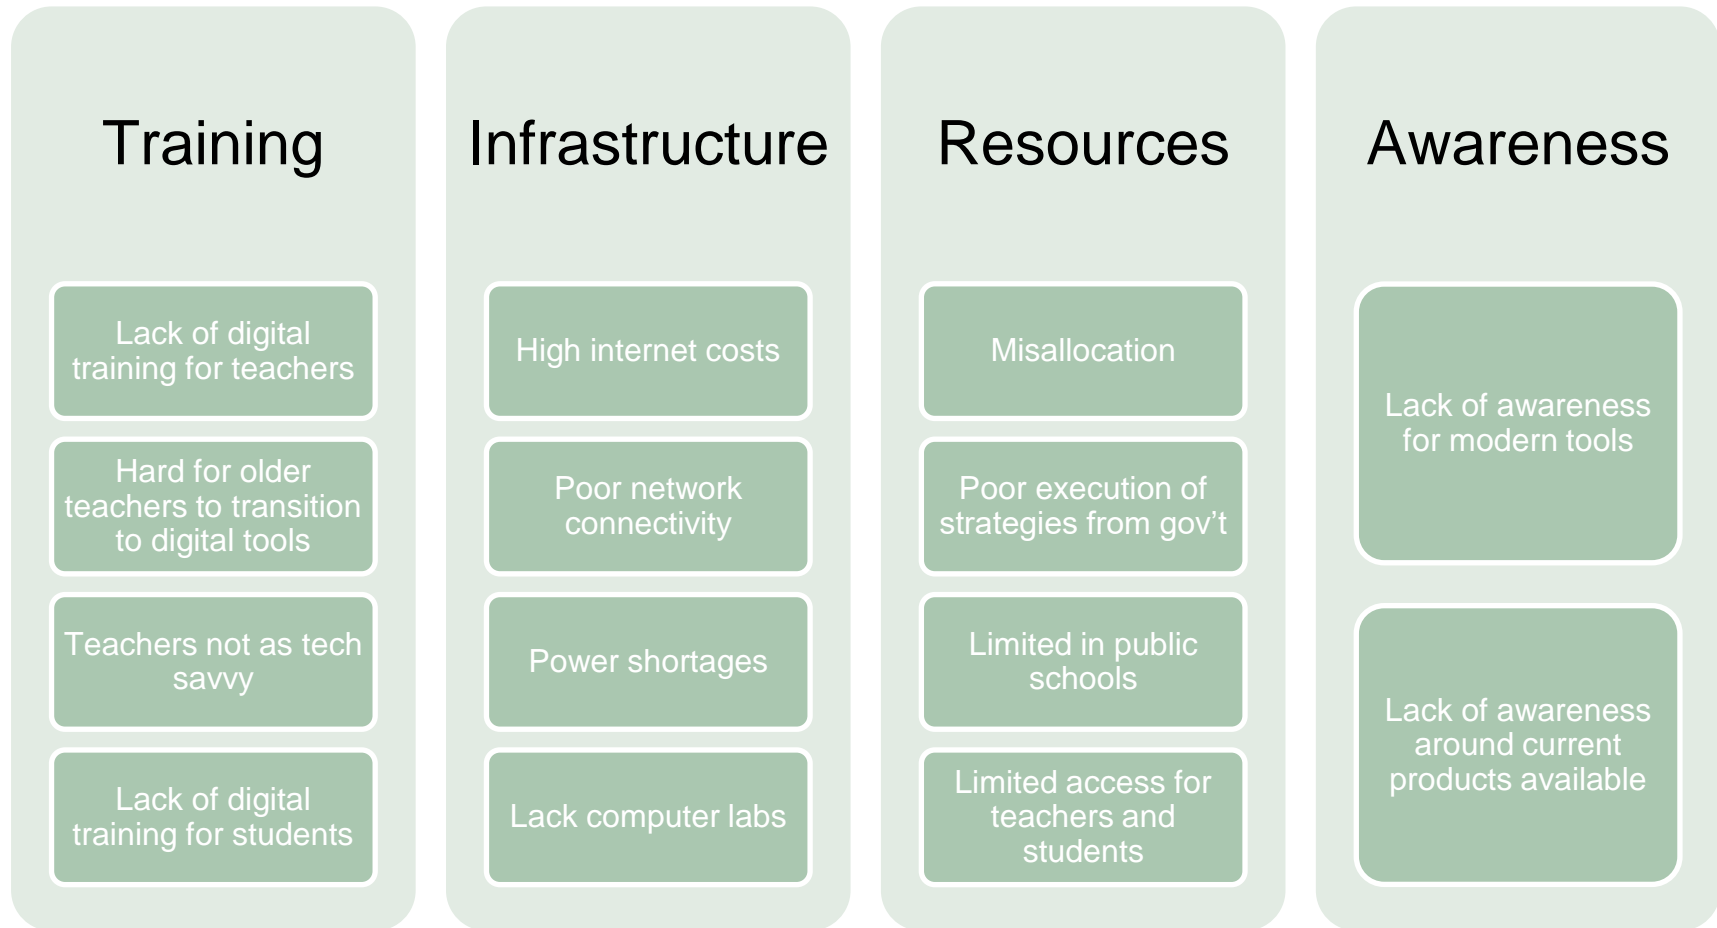 Training
Lack of digital
training for teachers
Hard for older
teachers to transition
to digital tools
Teachers not as tech
savvy
Lack of digital
training for students
Infrastructure
High internet costs
Poor network
connectivity
Power shortages
Lack computer labs
Resources
Misallocation
Poor execution of
strategies from gov’t
Limited in public
schools
Limited access for
teachers and
students
Awareness
Lack of awareness
for modern tools
Lack of awareness
around current
products available